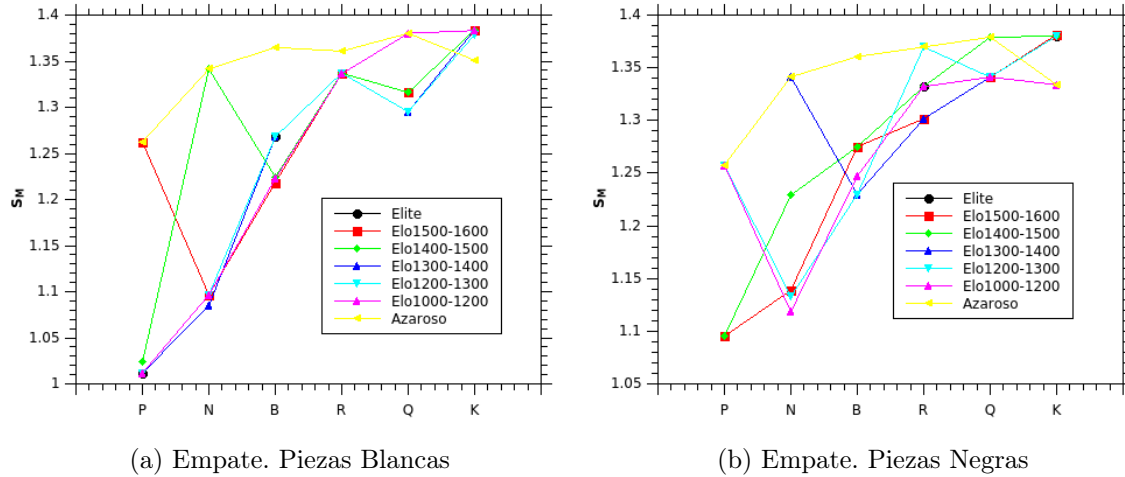 1.4
1.35
1.3
1.25
1.2
1.15
1.1
1.05
1
S_M
P N B R Q K
Elite
Elo1500-1600
Elo1400-1500
Elo1300-1400
Elo1200-1300
Elo1000-1200
Azaroso
(a) Empate. Piezas Blancas
1.4
1.35
1.3
1.25
1.2
1.15
1.1
1.05
S_M
P N B R Q K
Elite
Elo1500-1600
Elo1400-1500
Elo1300-1400
Elo1200-1300
Elo1000-1200
Azaroso
(b) Empate. Piezas Negras